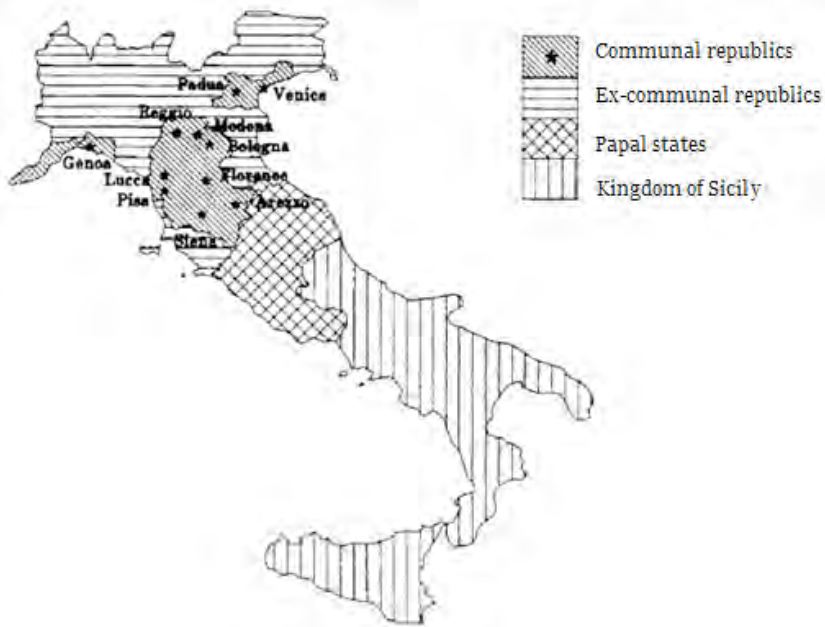 Communal republics
Ex-communal republics
Papal states
Kingdom of Sicily
Padua
Venice
Reggio
Modena
Bologna
Genoa
Lucca
Florence
Pisa
Arezzo
Siena